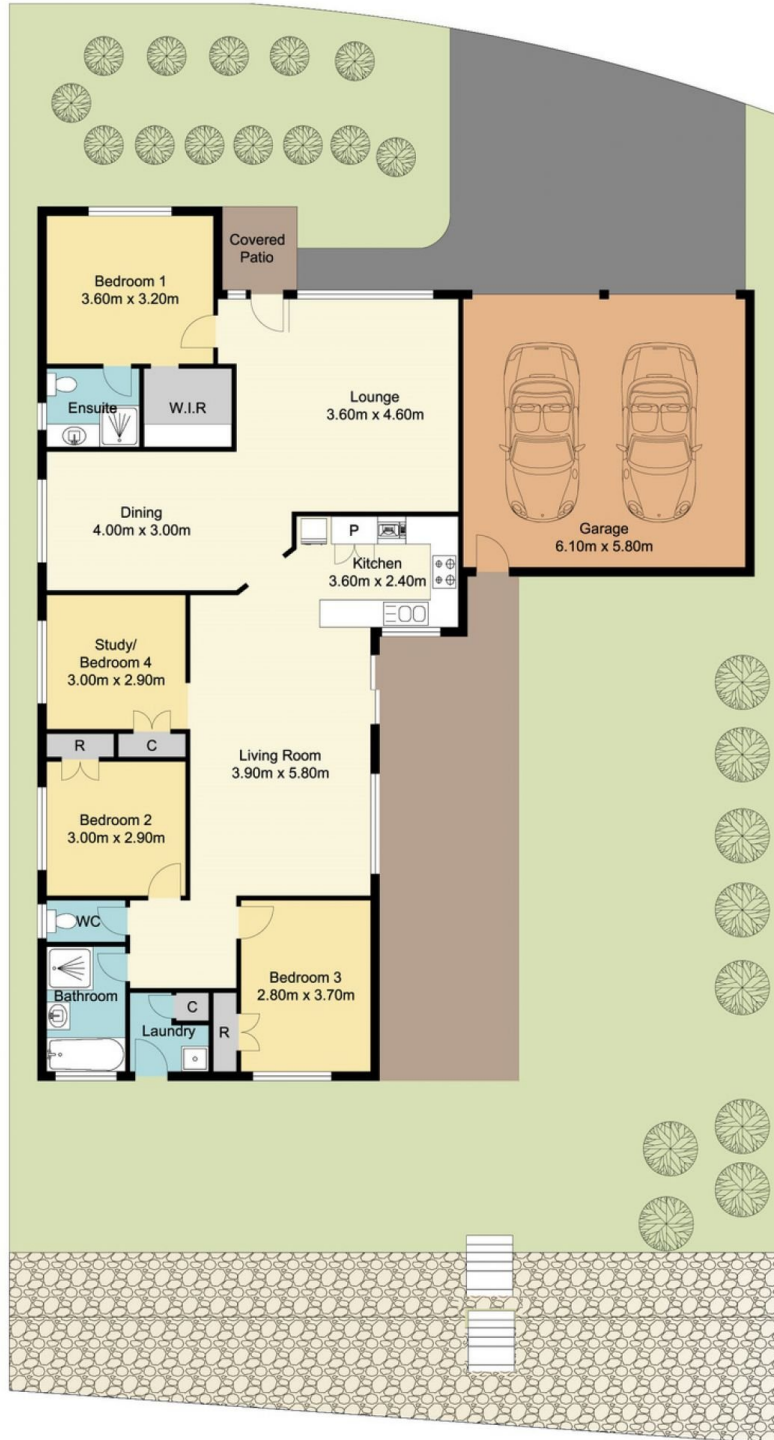 Covered
Patio
Bedroom 1
3.60m x 3.20m
Ensuite
W.I.R
Lounge
3.60m x 4.60m
Dining
4.00m x 3.00m
P
Kitchen
3.60m x 2.40m
Garage
6.10m x 5.80m
Study/
Bedroom 4
3.00m x 2.90m
R
C
Living Room
3.90m x 5.80m
Bedroom 2
3.00m x 2.90m
WC
Bathroom
Bedroom 3
2.80m x 3.70m
C
Laundry
R